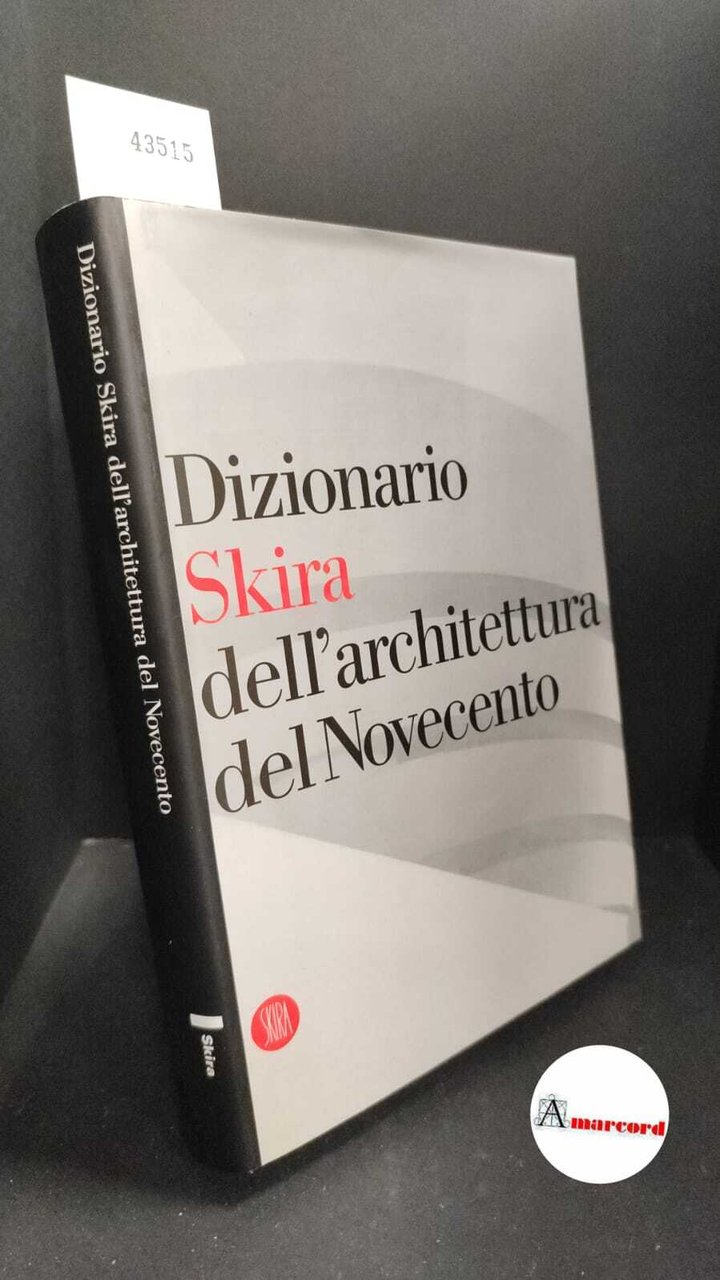 43515
Dizionario Skira dell'architettura del Novecento
Skira
Dizionario
Skira
dell'architettura
del Novecento
SKIRA
Amarcord